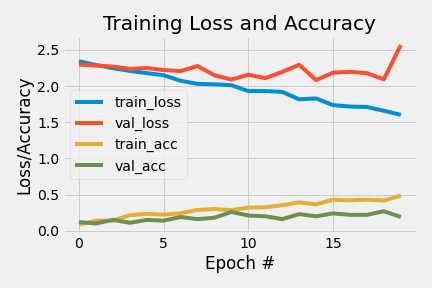 Training Loss and Accuracy
2.5
2.0
1.5
1.0
0.5
0.0
Loss/Accuracy
train_loss
val_loss
train_acc
val_acc
0 5 10 15
Epoch #